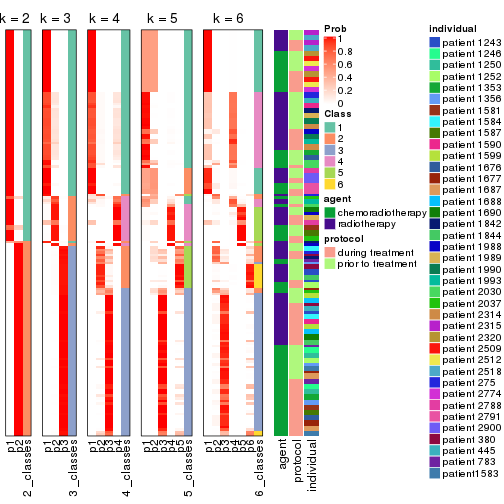 k = 2
k = 3
k = 4
k = 5
k = 6
p1
p2
2_classes
p1
p2
p3
3_classes
p1
p2
p3
p4
4_classes
p1
p2
p3
p4
p5
5_classes
p1
p2
p3
p4
p5
p6
6_classes
agent
protocol
individual
Prob
1
0.8
0.6
0.4
0.2
0
Class
1
2
3
4
5
6
agent
chemoradiotherapy
radiotherapy
protocol
during treatment
prior to treatment
individual
patient 1243
patient 1246
patient 1250
patient 1252
patient 1353
patient 1356
patient 1581
patient 1584
patient 1587
patient 1590
patient 1599
patient 1676
patient 1677
patient 1687
patient 1688
patient 1690
patient 1842
patient 1844
patient 1988
patient 1989
patient 1990
patient 1993
patient 2030
patient 2037
patient 2314
patient 2315
patient 2320
patient 2509
patient 2512
patient 2518
patient 275
patient 2774
patient 2788
patient 2791
patient 2900
patient 380
patient 445
patient 783
patient1583